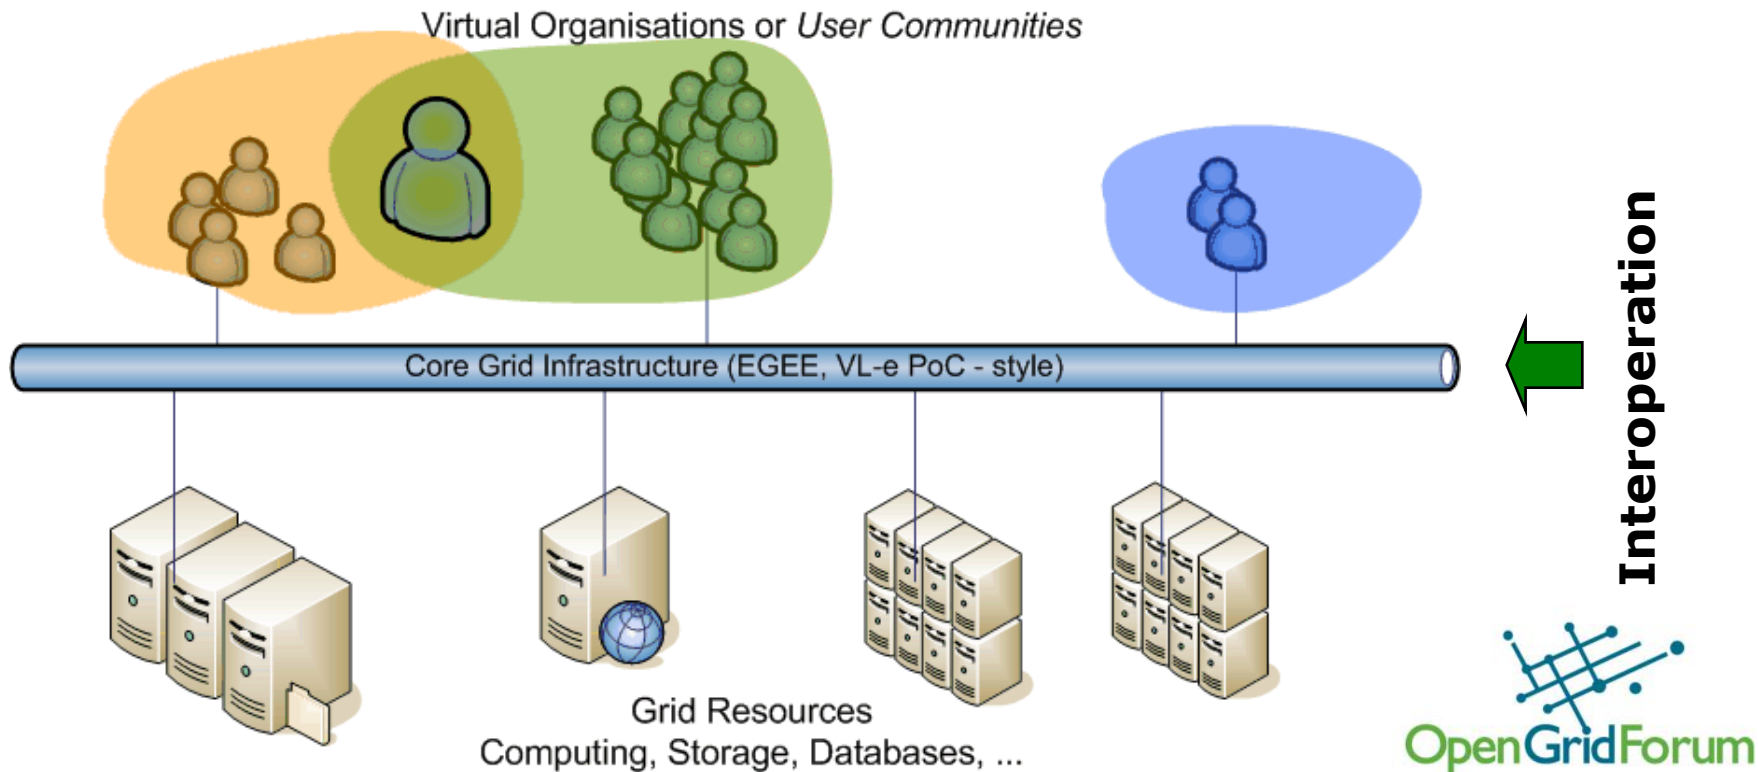 Virtual Organisations or User Communities
Core Grid Infrastructure (EGEE, VL-e PoC - style)
Interoperation
Grid Resources
Computing, Storage, Databases, ...
OpenGridForum